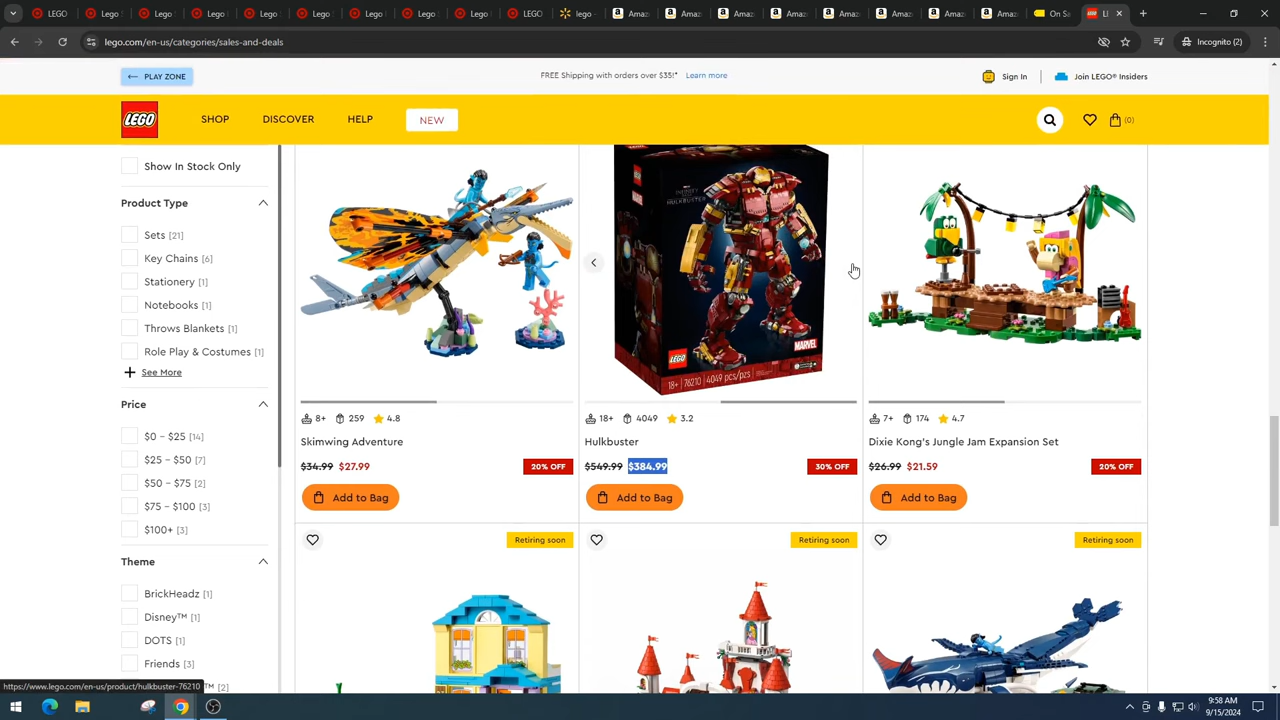 LEGO
LEGO
LEGO
LEGO
LEGO
LEGO
lego
Amaz
Amaz
Amaz
Amaz
Amaz
Amaz
Amaz
Amaz
On Sa
Incognito (2)
lego.com/en-us/categories/sales-and-deals
PLAY ZONE
FREE Shipping with orders over $35!* Learn more
Sign In
Join LEGO® Insiders
LEGO
SHOP
DISCOVER
HELP
NEW
(0)
Show In Stock Only
Product Type
Sets [21]
Key Chains [6]
Stationery [1]
Notebooks [1]
Throws Blankets [1]
Role Play & Costumes [1]
See More
Price
$0 – $25 [14]
$25 – $50 [7]
$50 – $75 [2]
$75 – $100 [3]
$100+ [3]
Theme
BrickHeadz [1]
Disney™ [1]
DOTS [1]
Friends [3]
™ [2]
8+ 259 4.8
Skimwing Adventure
$34.99 $27.99
20% OFF
Add to Bag
HULKBUSTER
LEGO
MARVEL
18+ 76210 4049 pcs/pzs
18+ 4049 3.2
Hulkbuster
$549.99 $384.99
30% OFF
Add to Bag
7+ 174 4.7
Dixie Kong's Jungle Jam Expansion Set
$26.99 $21.59
20% OFF
Add to Bag
Retiring soon
Retiring soon
Retiring soon
https://www.lego.com/en-us/product/hulkbuster-76210
9:58 AM
9/15/2024